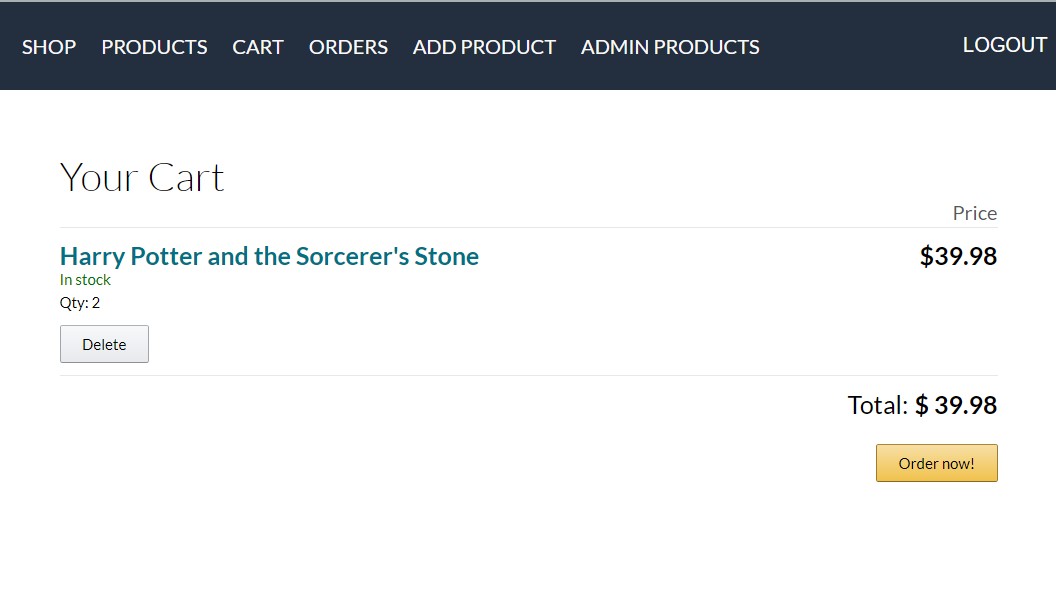 SHOP PRODUCTS CART ORDERS ADD PRODUCT ADMIN PRODUCTS LOGOUT
Your Cart
Price
Harry Potter and the Sorcerer's Stone $39.98
In stock
Qty: 2
Delete
Total: $ 39.98
Order now!